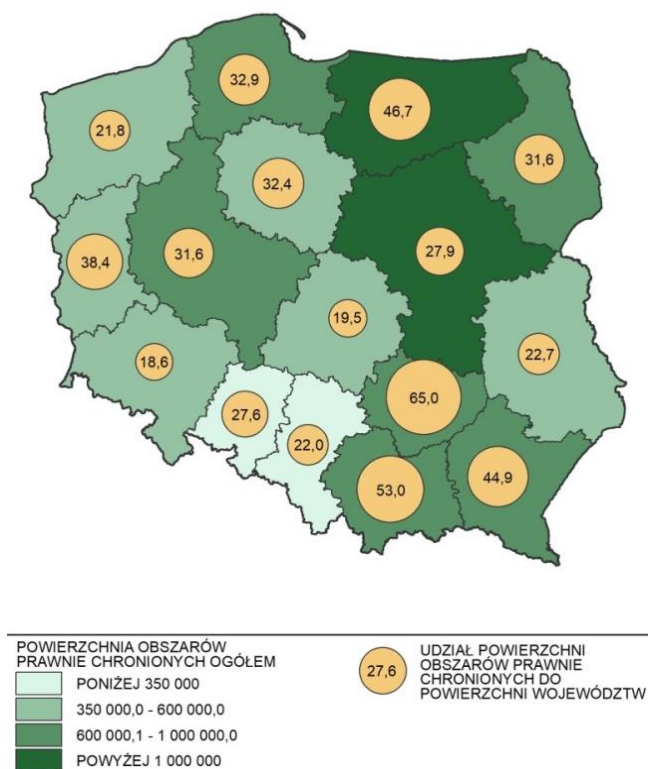 32,9
46,7
21,8
31,6
32,4
38,4
31,6
27,9
19,5
18,6
22,7
65,0
27,6
22,0
53,0
44,9
POWIERZCHNIA OBSZARÓW
PRAWNIE CHRONIONYCH OGÓŁEM
PONIŻEJ 350 000
350 000,0 - 600 000,0
600 000,1 - 1 000 000,0
POWYŻEJ 1 000 000
27,6
UDZIAŁ POWIERZCHNI
OBSZARÓW PRAWNIE
CHRONIONYCH DO
POWIERZCHNI WOJEWÓDZTW